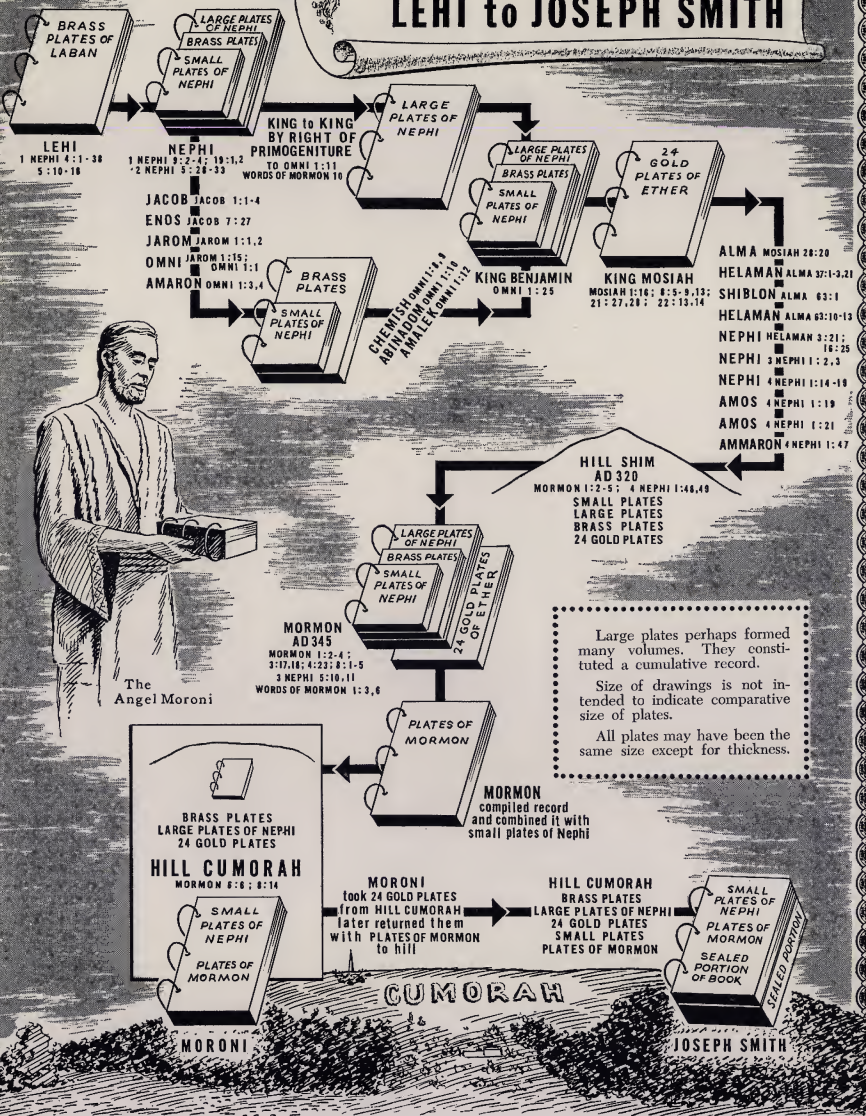 LEHI to JOSEPH SMITH
BRASS
PLATES OF
LABAN
LEHI
1 NEPHI 4:1-38
5:10-16
LARGE PLATES
OF NEPHI
BRASS PLATES
SMALL
PLATES OF
NEPHI
NEPHI
1 NEPHI 9:2-4; 19:1,2
2 NEPHI 5:28-33
KING to KING
BY RIGHT OF
PRIMOGENITURE
TO OMNI 1:11
WORDS OF MORMON 10
LARGE
PLATES OF
NEPHI
JACOB JACOB 1:1-4
ENOS JACOB 7:27
JAROM JAROM 1:1,2
OMNI JAROM 1:15;
OMNI 1:1
AMARON OMNI 1:3,4
BRASS
PLATES
SMALL
PLATES OF
NEPHI
CHEMISH OMNI 1:8,9
ABINADOM OMNI 1:10
AMALEK OMNI 1:12
LARGE PLATES
OF NEPHI
BRASS PLATES
SMALL
PLATES OF
NEPHI
KING BENJAMIN
OMNI 1:25
24
GOLD
PLATES OF
ETHER
KING MOSIAH
MOSIAH 1:16; 8:5-9,13;
21:27,28; 22:13,14
ALMA MOSIAH 28:20
HELAMAN ALMA 37:1-3,21
SHIBLON ALMA 63:1
HELAMAN ALMA 63:10-13
NEPHI HELAMAN 3:21;
16:25
NEPHI 3 NEPHI 1:2,3
NEPHI 4 NEPHI 1:14-19
AMOS 4 NEPHI 1:19
AMOS 4 NEPHI 1:21
AMMARON 4 NEPHI 1:47
HILL SHIM
AD 320
MORMON 1:2-5; 4 NEPHI 1:48,49
SMALL PLATES
LARGE PLATES
BRASS PLATES
24 GOLD PLATES
LARGE PLATES
OF NEPHI
BRASS PLATES
SMALL
PLATES OF
NEPHI
24 GOLD PLATES
OF ETHER
MORMON
AD 345
MORMON 1:2-4;
3:17,18; 4:23; 8:1-5
3 NEPHI 5:10,11
WORDS OF MORMON 1:3,6
The
Angel Moroni
Large plates perhaps formed
many volumes. They consti-
tuted a cumulative record.
Size of drawings is not in-
tended to indicate comparative
size of plates.
All plates may have been the
same size except for thickness.
PLATES OF
MORMON
MORMON
compiled record
and combined it with
small plates of Nephi
BRASS PLATES
LARGE PLATES OF NEPHI
24 GOLD PLATES
HILL CUMORAH
MORMON 6:6; 8:14
SMALL
PLATES OF
NEPHI
PLATES OF
MORMON
MORONI
MORONI
took 24 GOLD PLATES
from HILL CUMORAH
later returned them
with PLATES OF MORMON
to hill
HILL CUMORAH
BRASS PLATES
LARGE PLATES OF NEPHI
24 GOLD PLATES
SMALL PLATES
PLATES OF MORMON
SMALL
PLATES OF
NEPHI
PLATES OF
MORMON
SEALED
PORTION
OF BOOK
SEALED PORTION
JOSEPH SMITH
CUMORAH